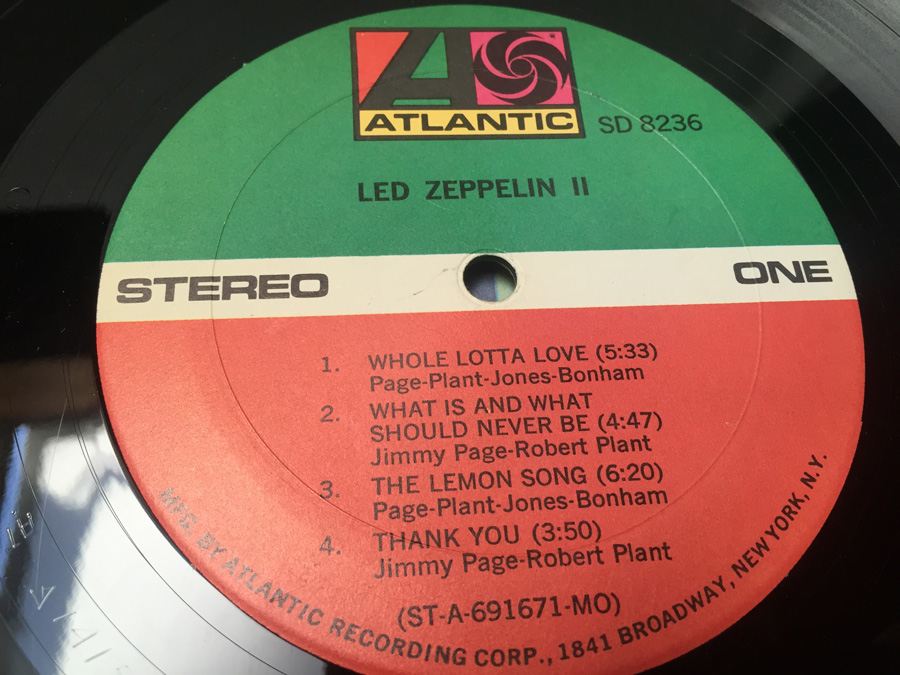 ATLANTIC
SD 8236
LED ZEPPELIN II
STEREO
ONE
1. WHOLE LOTTA LOVE (5:33)
Page-Plant-Jones-Bonham
2. WHAT IS AND WHAT
SHOULD NEVER BE (4:47)
Jimmy Page-Robert Plant
3. THE LEMON SONG (6:20)
Page-Plant-Jones-Bonham
4. THANK YOU (3:50)
Jimmy Page-Robert Plant
(ST-A-691671-MO)
MFG. BY ATLANTIC RECORDING CORP., 1841 BROADWAY, NEW YORK, N.Y.